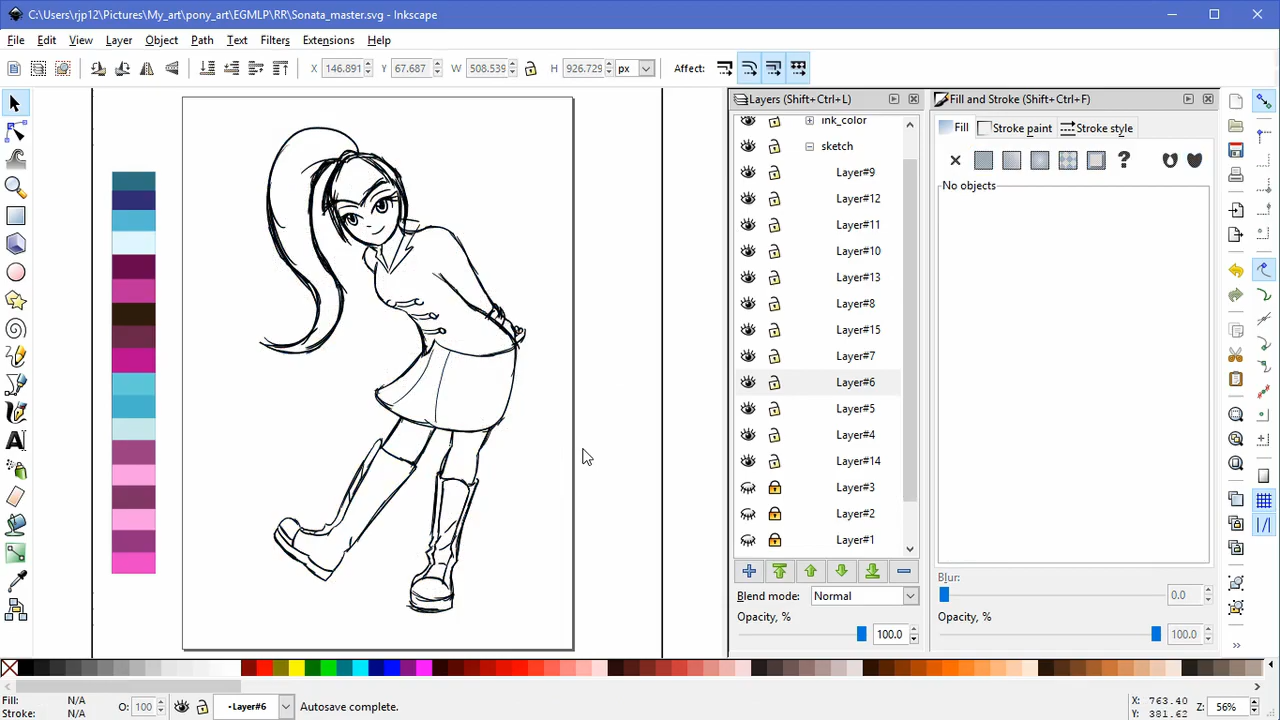 C:\Users\rjp12\Pictures\My_art\pony_art\EGMLP\RR\Sonata_master.svg - Inkscape
File Edit View Layer Object Path Text Filters Extensions Help
X 146.891 Y 67.687 W 508.539 H 926.729 px Affect:
Layers (Shift+Ctrl+L)
ink_color
sketch
Layer#9
Layer#12
Layer#11
Layer#10
Layer#13
Layer#8
Layer#15
Layer#7
Layer#6
Layer#5
Layer#4
Layer#14
Layer#3
Layer#2
Layer#1
Blend mode: Normal
Opacity, %
100.0
Fill and Stroke (Shift+Ctrl+F)
Fill Stroke paint Stroke style
No objects
Blur:
0.0
Opacity, %
100.0
Fill: N/A
Stroke: N/A
O: 100
-Layer#6
Autosave complete.
X: 763.40
Y: 381.62
Z: 56%